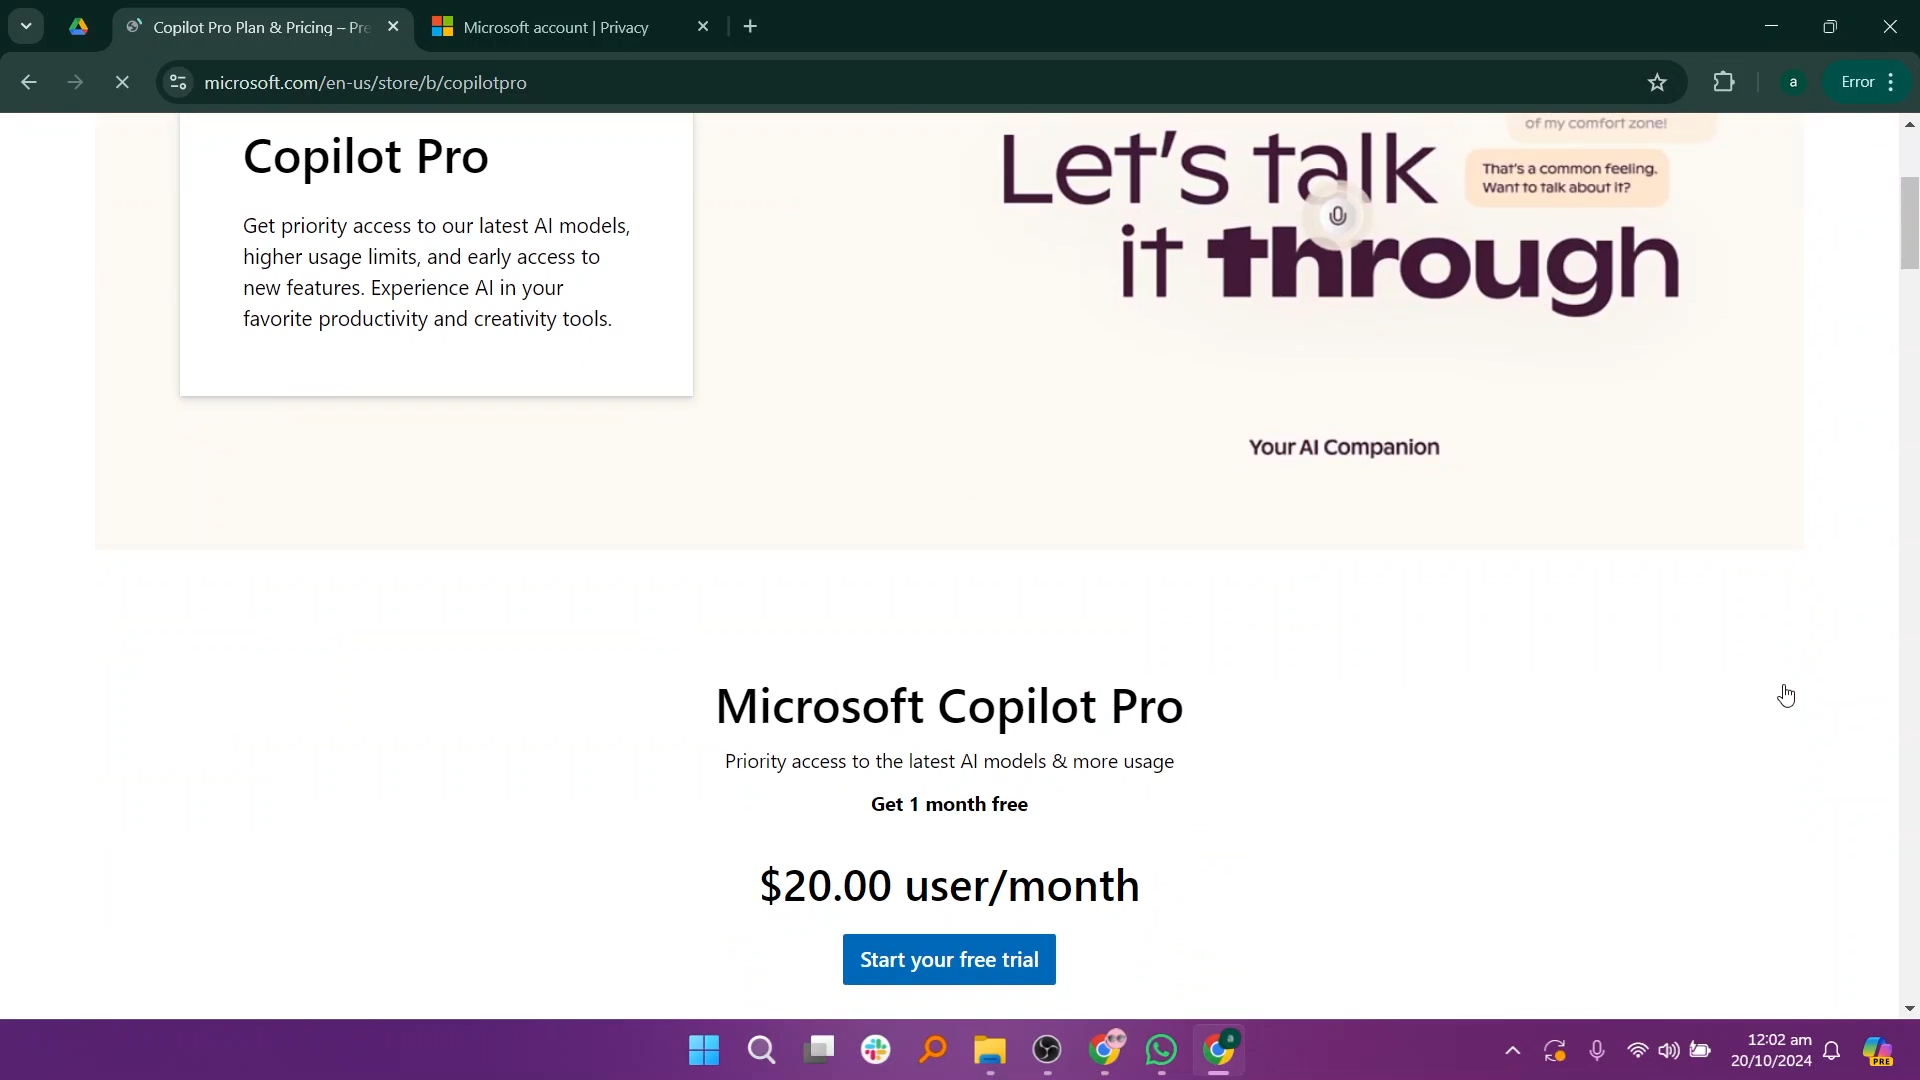 Copilot Pro Plan & Pricing – Pre
Microsoft account | Privacy
microsoft.com/en-us/store/b/copilotpro
a
Error
Copilot Pro
Get priority access to our latest AI models,
higher usage limits, and early access to
new features. Experience AI in your
favorite productivity and creativity tools.
of my comfort zone!
That's a common feeling.
Want to talk about it?
Let's talk
it through
Your AI Companion
Microsoft Copilot Pro
Priority access to the latest AI models & more usage
Get 1 month free
$20.00 user/month
Start your free trial
12:02 am
20/10/2024
PRE